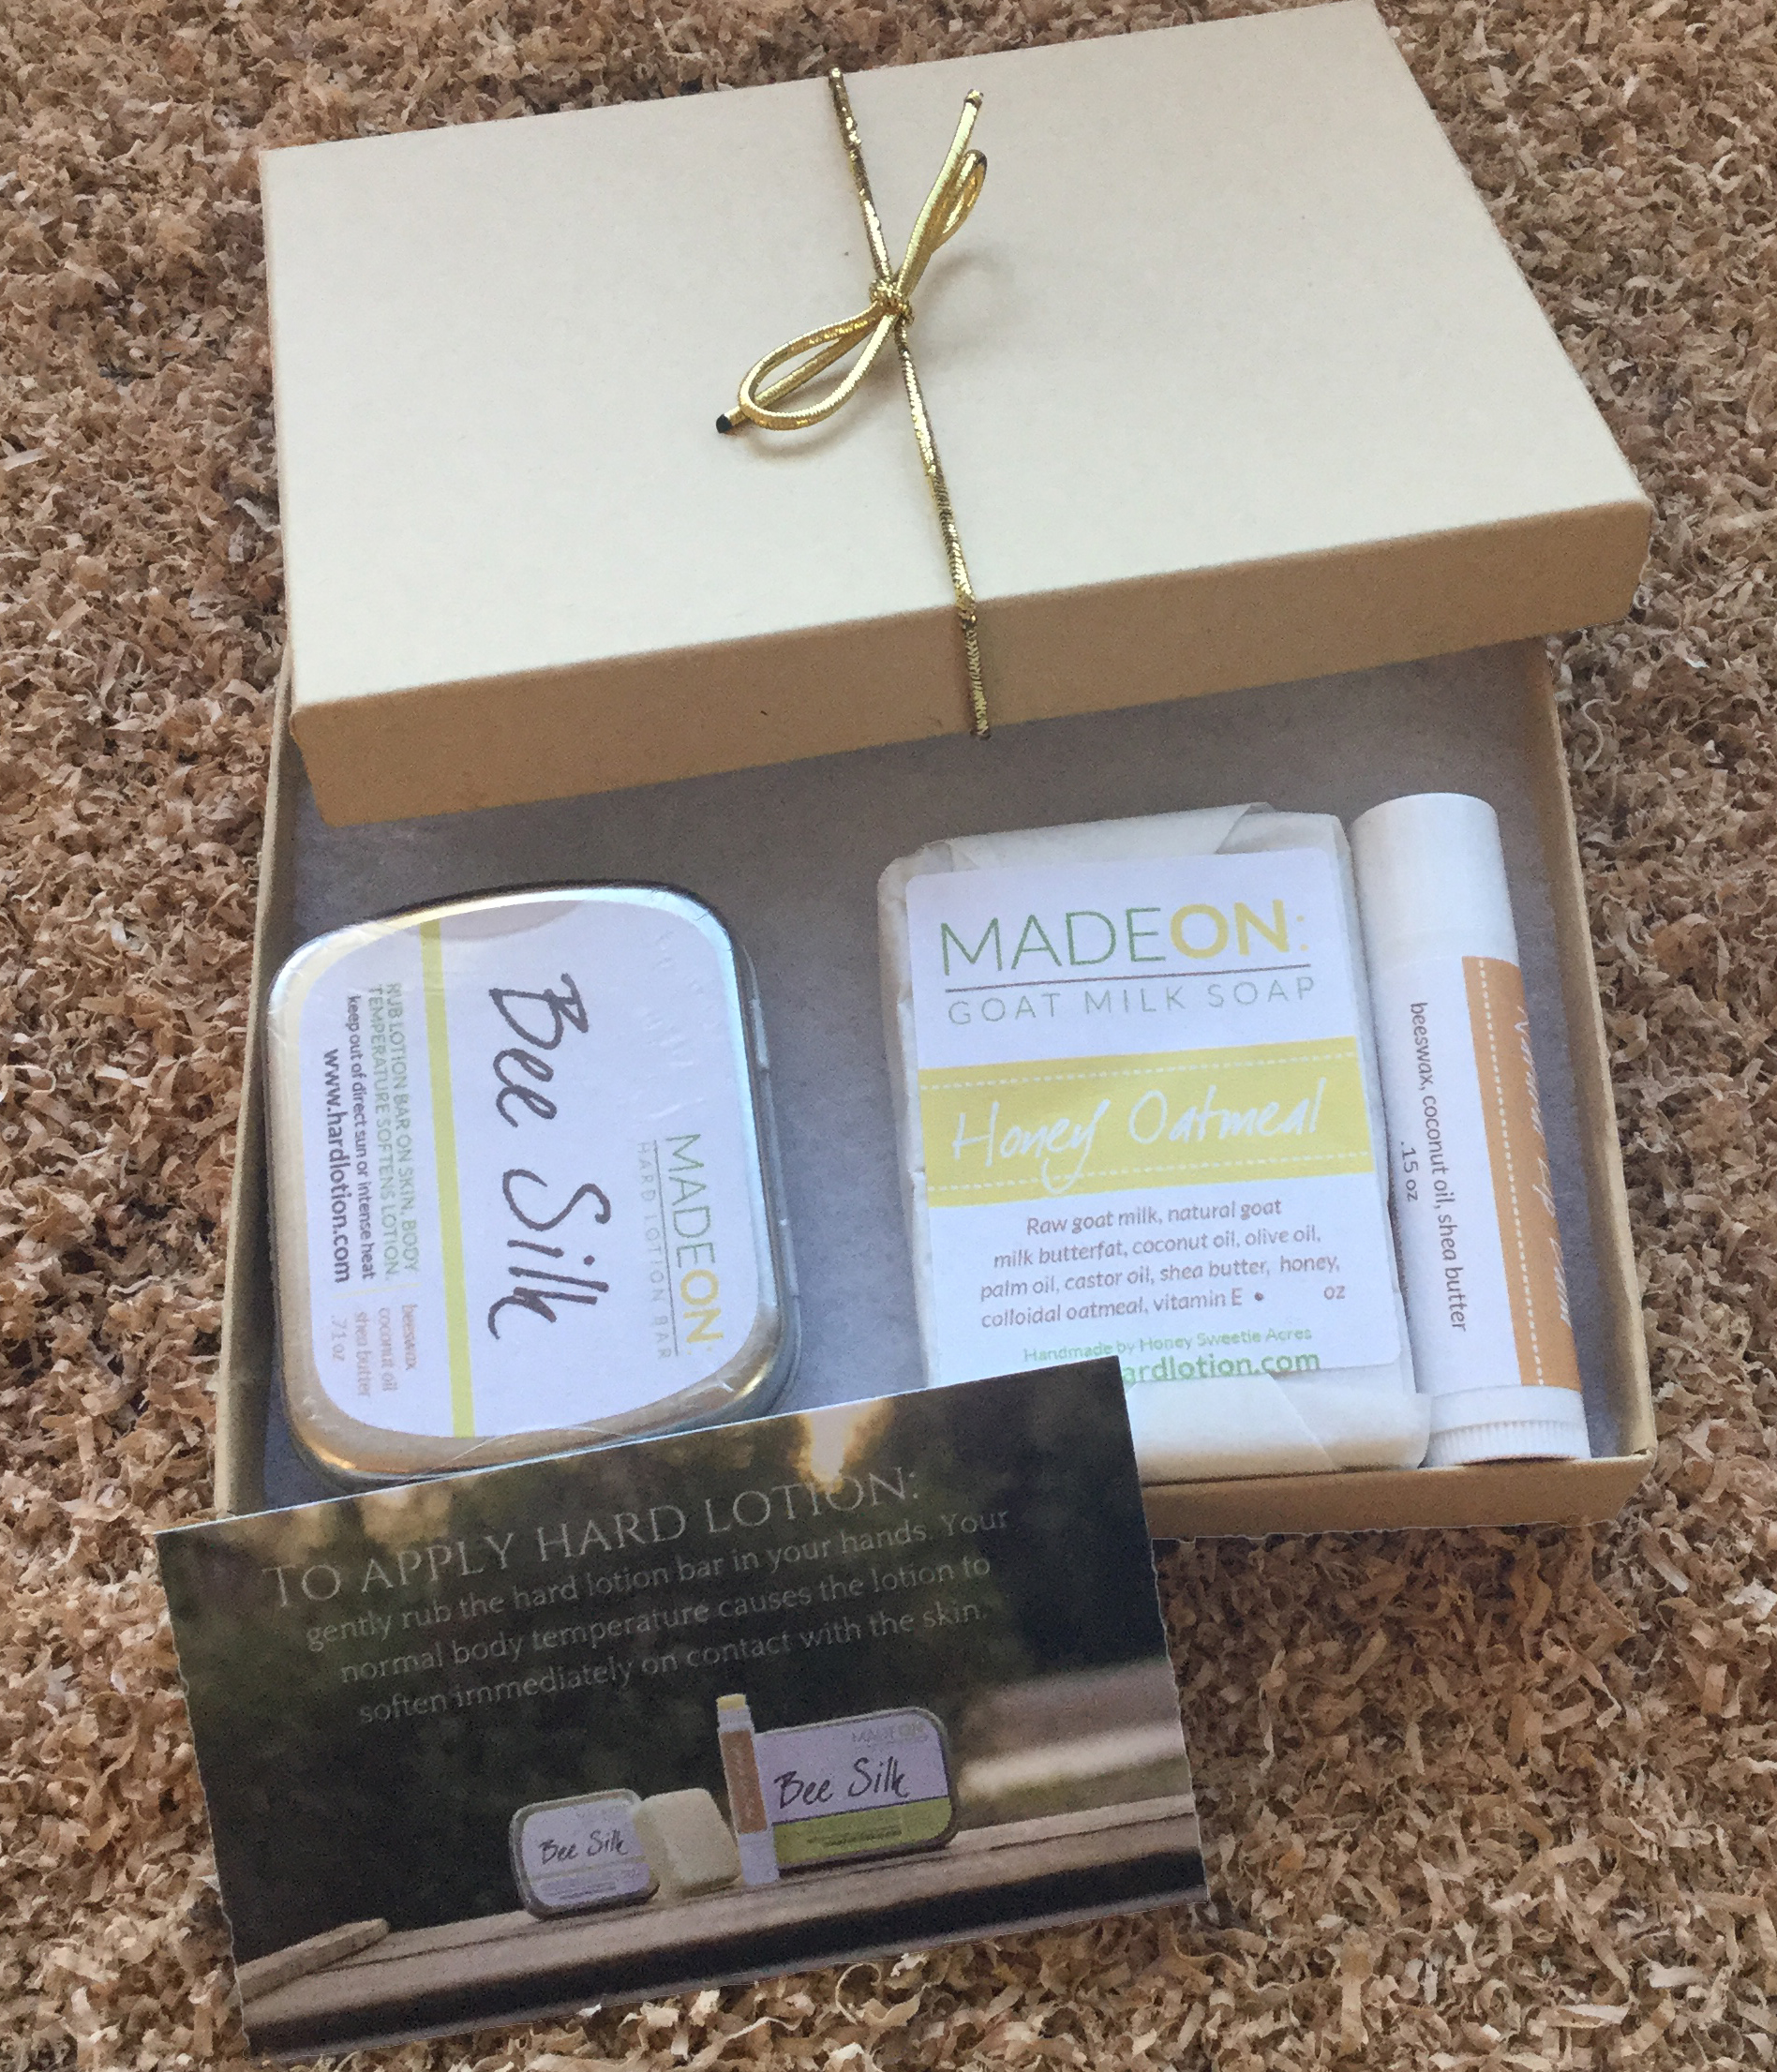 MADEON:
HARD LOTION BAR
Bee Silk
RUB LOTION BAR ON SKIN. BODY
TEMPERATURE SOFTENS LOTION.
keep out of direct sun or intense heat
www.hardlotion.com
beeswax
coconut oil
shea butter
.71 oz
MADEON:
GOAT MILK SOAP
Honey Oatmeal
Raw goat milk, natural goat
milk butterfat, coconut oil, olive oil,
palm oil, castor oil, shea butter, honey,
colloidal oatmeal, vitamin E • oz
Handmade by Honey Sweetie Acres
ardlotion.com
beeswax, coconut oil, shea butter
.15 oz
TO APPLY HARD LOTION:
gently rub the hard lotion bar in your hands. Your
normal body temperature causes the lotion to
soften immediately on contact with the skin.
Bee Silk
MADEON:
Bee Silk